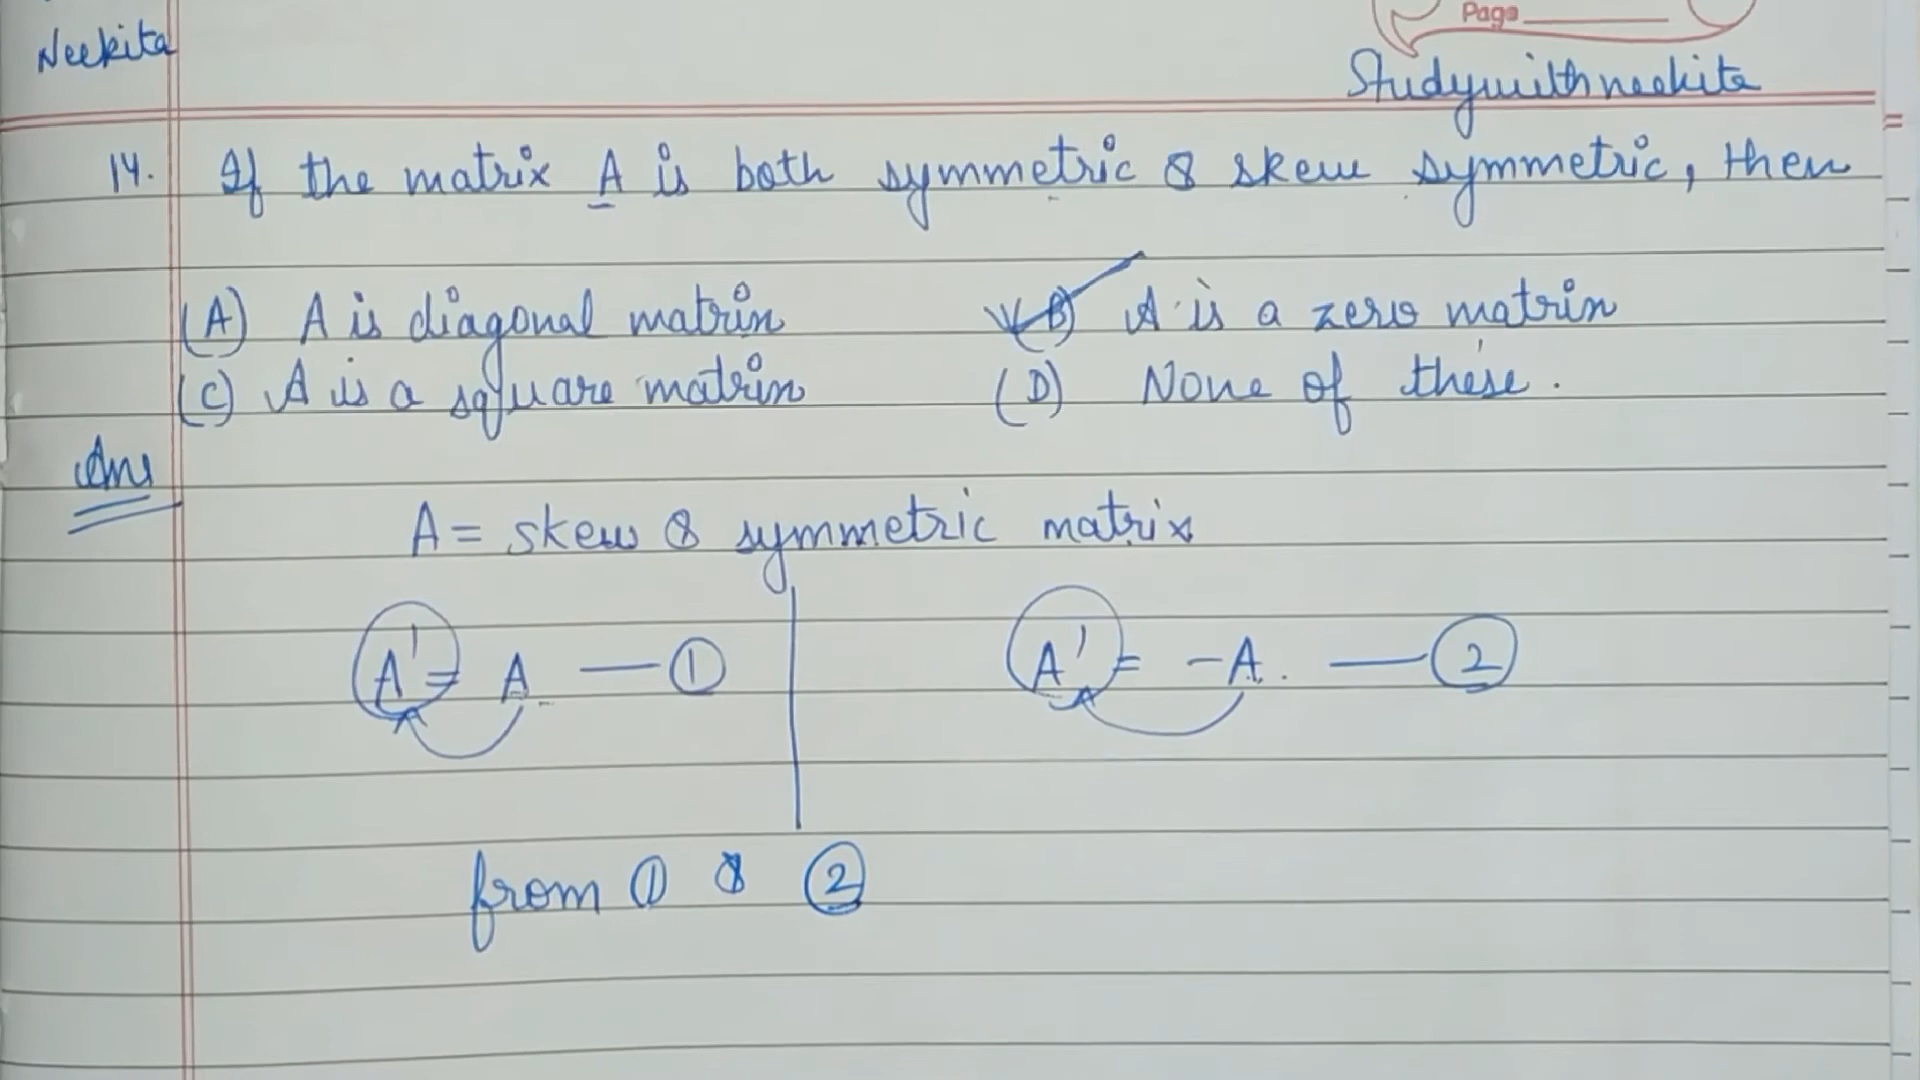 Page
Neekita
Studywithneekita
14. If the matrix A is both symmetric & skew symmetric, then
(A) A is diagonal matrix (B) A is a zero matrix
(C) A is a square matrix (D) None of these.
Ans
A = skew & symmetric matrix
A' = A — ① A' = -A. — ②
from ① & ②